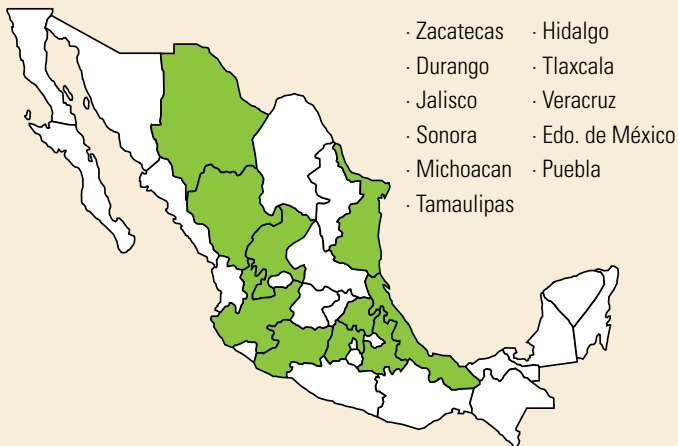 · Zacatecas
· Durango
· Jalisco
· Sonora
· Michoacan
· Tamaulipas
· Hidalgo
· Tlaxcala
· Veracruz
· Edo. de México
· Puebla